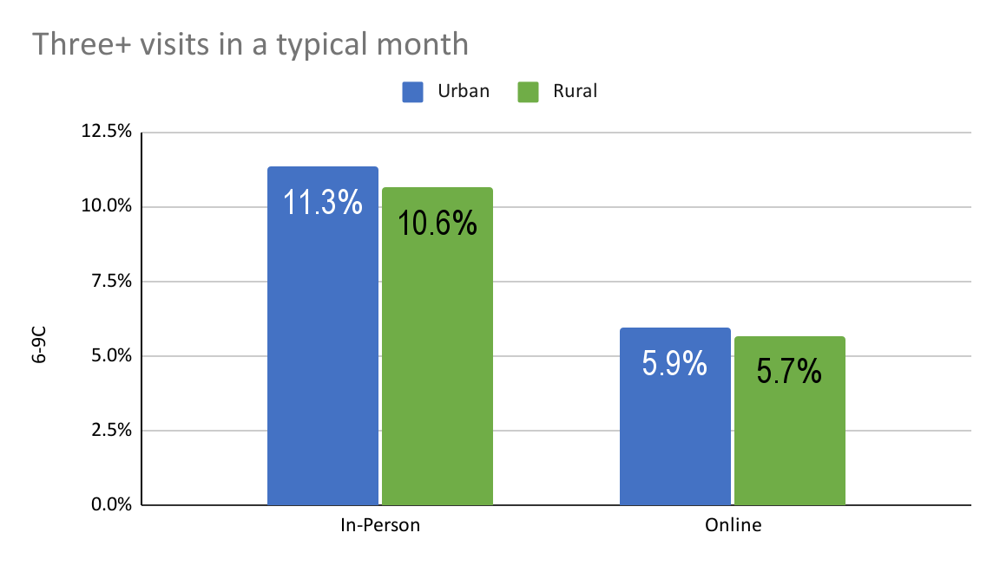 Three+ visits in a typical month
Urban Rural
12.5%
10.0%
7.5%
5.0%
2.5%
0.0%
6-9C
11.3%
10.6%
5.9%
5.7%
In-Person Online